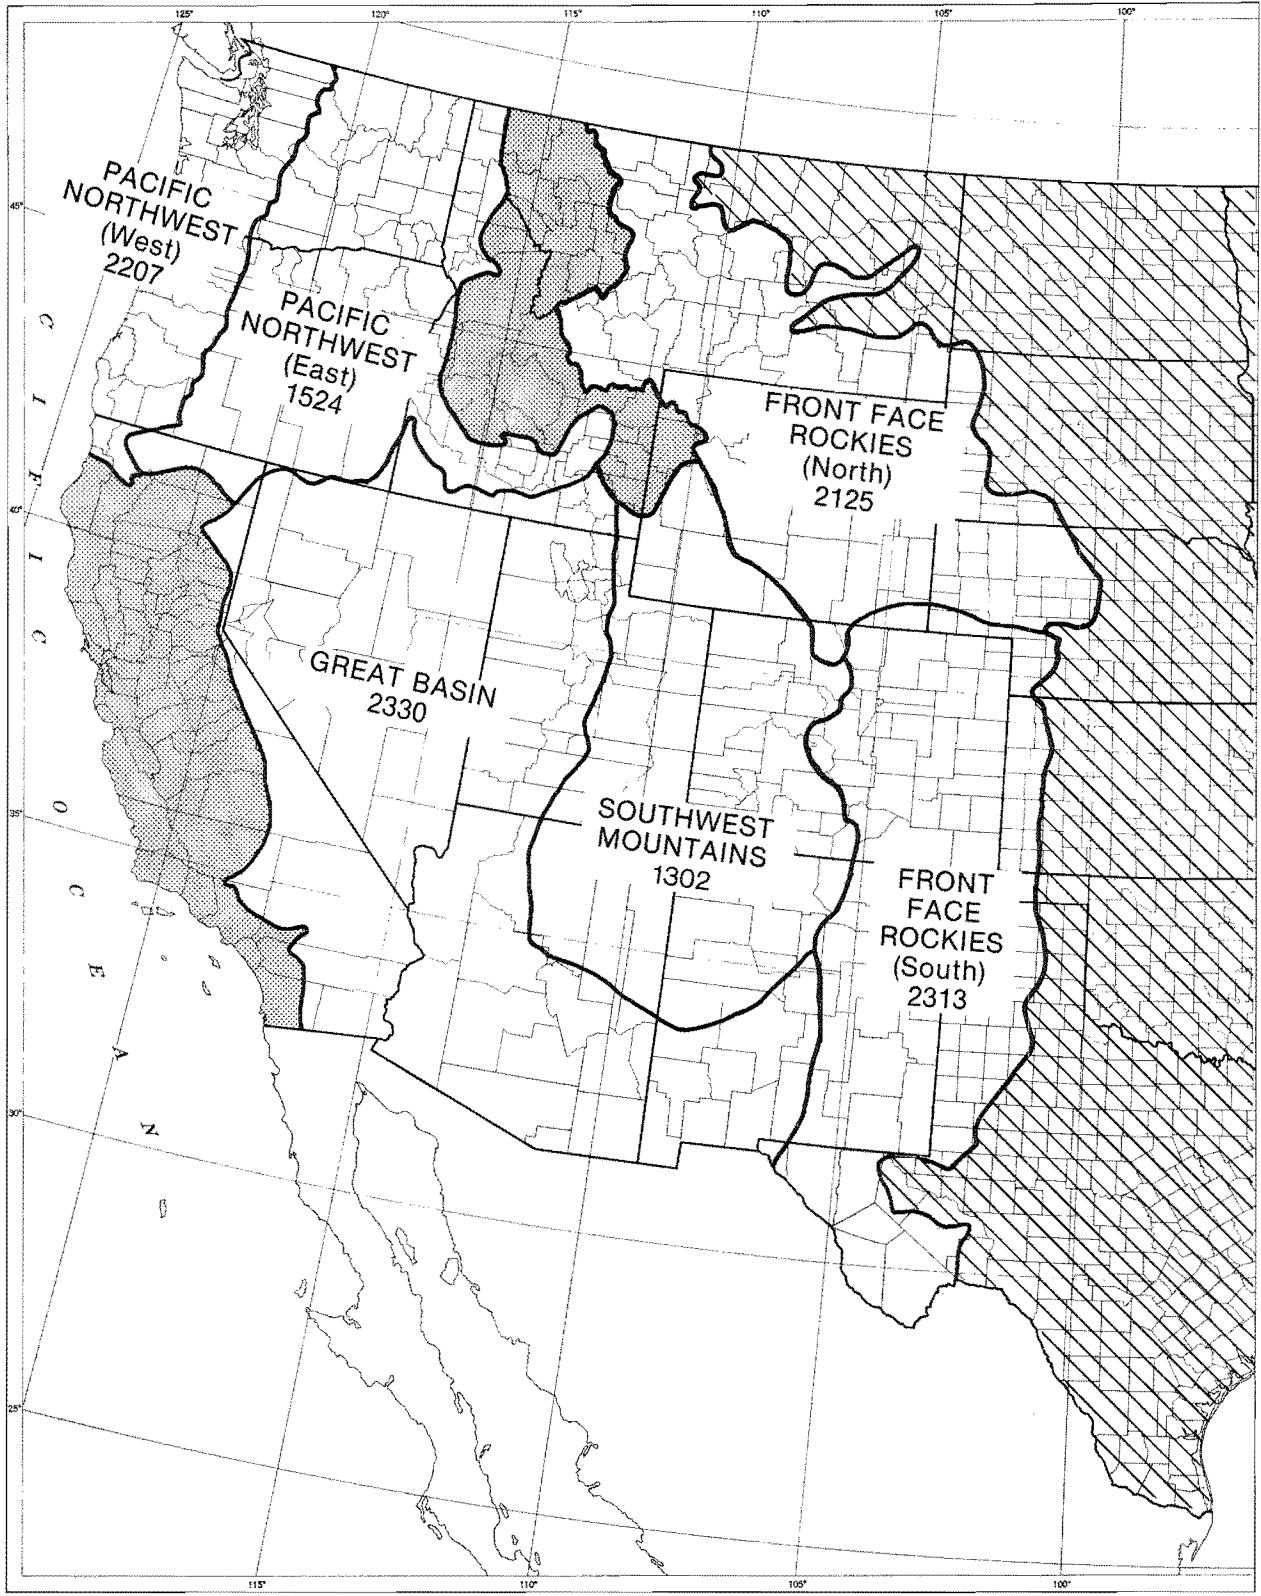 125°
120°
115°
110°
105°
100°
PACIFIC
NORTHWEST
(West)
2207
45°
PACIFIC
NORTHWEST
(East)
1524
FRONT FACE
ROCKIES
(North)
2125
40°
GREAT BASIN
2330
SOUTHWEST
MOUNTAINS
1302
FRONT
FACE
ROCKIES
(South)
2313
35°
30°
25°
C
I
F
I
C
O
C
E
A
N
115°
110°
105°
100°